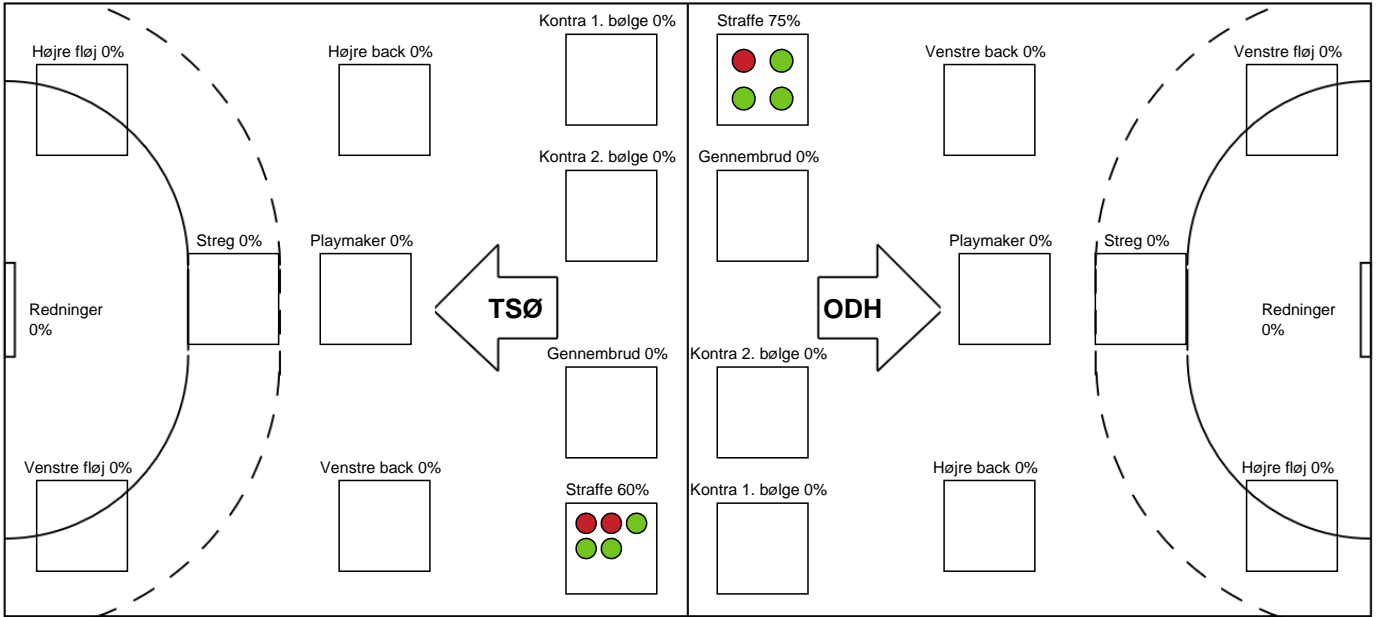 Kontra 1. bølge 0%
Straffe 75%
Højre fløj 0%
Højre back 0%
Venstre back 0%
Venstre fløj 0%
Kontra 2. bølge 0%
Gennembrud 0%
Streg 0%
Playmaker 0%
Playmaker 0%
Streg 0%
Redninger
0%
TSØ
ODH
Redninger
0%
Gennembrud 0%
Kontra 2. bølge 0%
Venstre fløj 0%
Venstre back 0%
Højre back 0%
Højre fløj 0%
Straffe 60%
Kontra 1. bølge 0%